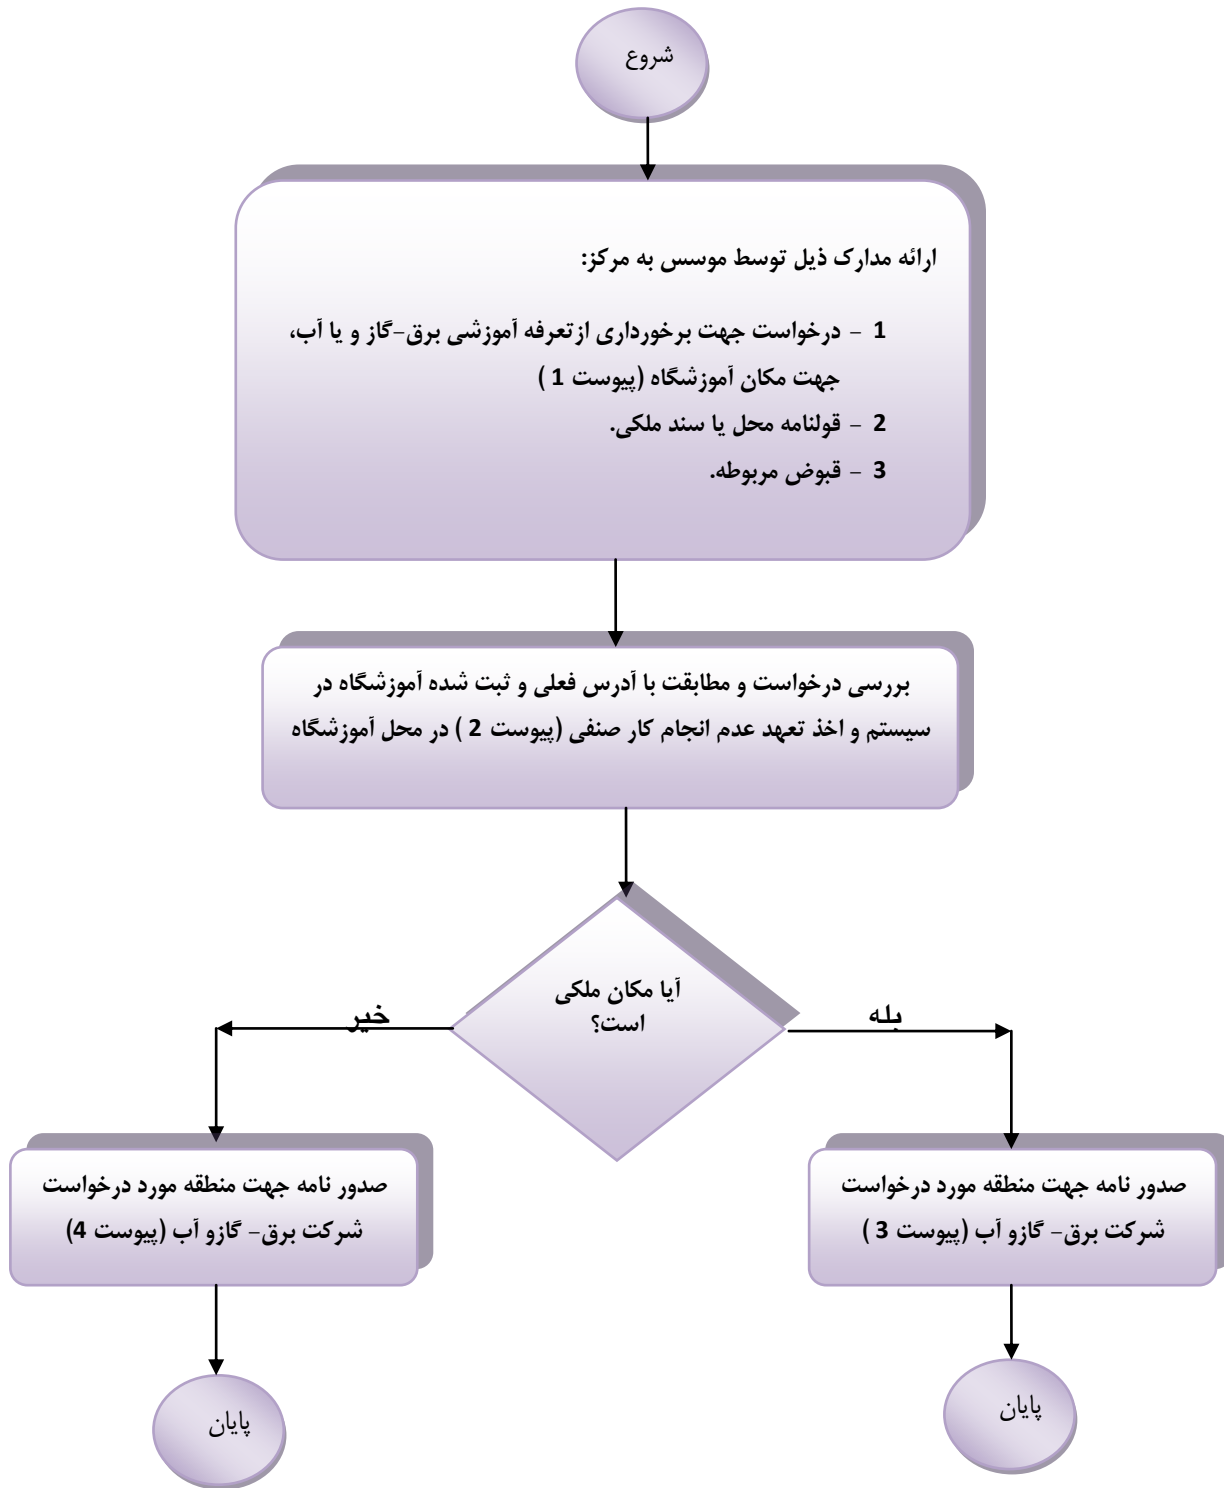 شروع
ارائه مدارک ذیل توسط موسس به مرکز:
1 – درخواست جهت برخورداری ازتعرفه آموزشی برق-گاز و یا آب،
جهت مکان آموزشگاه (پیوست 1 )
2 – قولنامه محل یا سند ملکی.
3 – قبوض مربوطه.
بررسی درخواست و مطابقت با آدرس فعلی و ثبت شده آموزشگاه در
سیستم و اخذ تعهد عدم انجام کار صنفی (پیوست 2 ) در محل آموزشگاه
آیا مکان ملکی
است؟
بله
خیر
صدور نامه جهت منطقه مورد درخواست
شرکت برق- گازو آب (پیوست 3 )
صدور نامه جهت منطقه مورد درخواست
شرکت برق- گازو آب (پیوست 4)
پایان
پایان